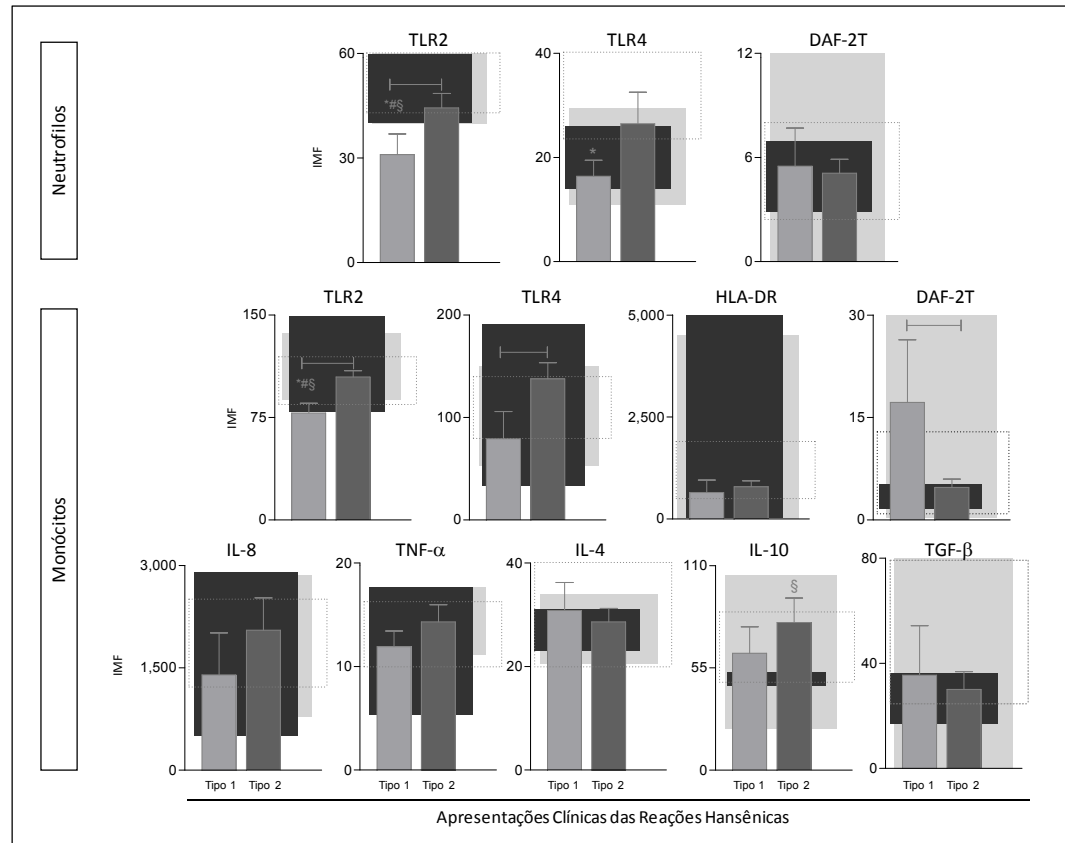 Neutrofilos
TLR2
TLR4
DAF-2T
IMF
60
30
0
*#§
40
20
0
*
12
6
0
Monócitos
TLR2
TLR4
HLA-DR
DAF-2T
IMF
150
75
0
*#§
200
100
0
5,000
2,500
0
30
15
0
IL-8
TNF-α
IL-4
IL-10
TGF-β
IMF
3,000
1,500
0
20
10
0
40
20
0
110
55
0
§
80
40
0
Tipo 1 Tipo 2
Tipo 1 Tipo 2
Tipo 1 Tipo 2
Tipo 1 Tipo 2
Tipo 1 Tipo 2
Apresentações Clínicas das Reações Hansênicas